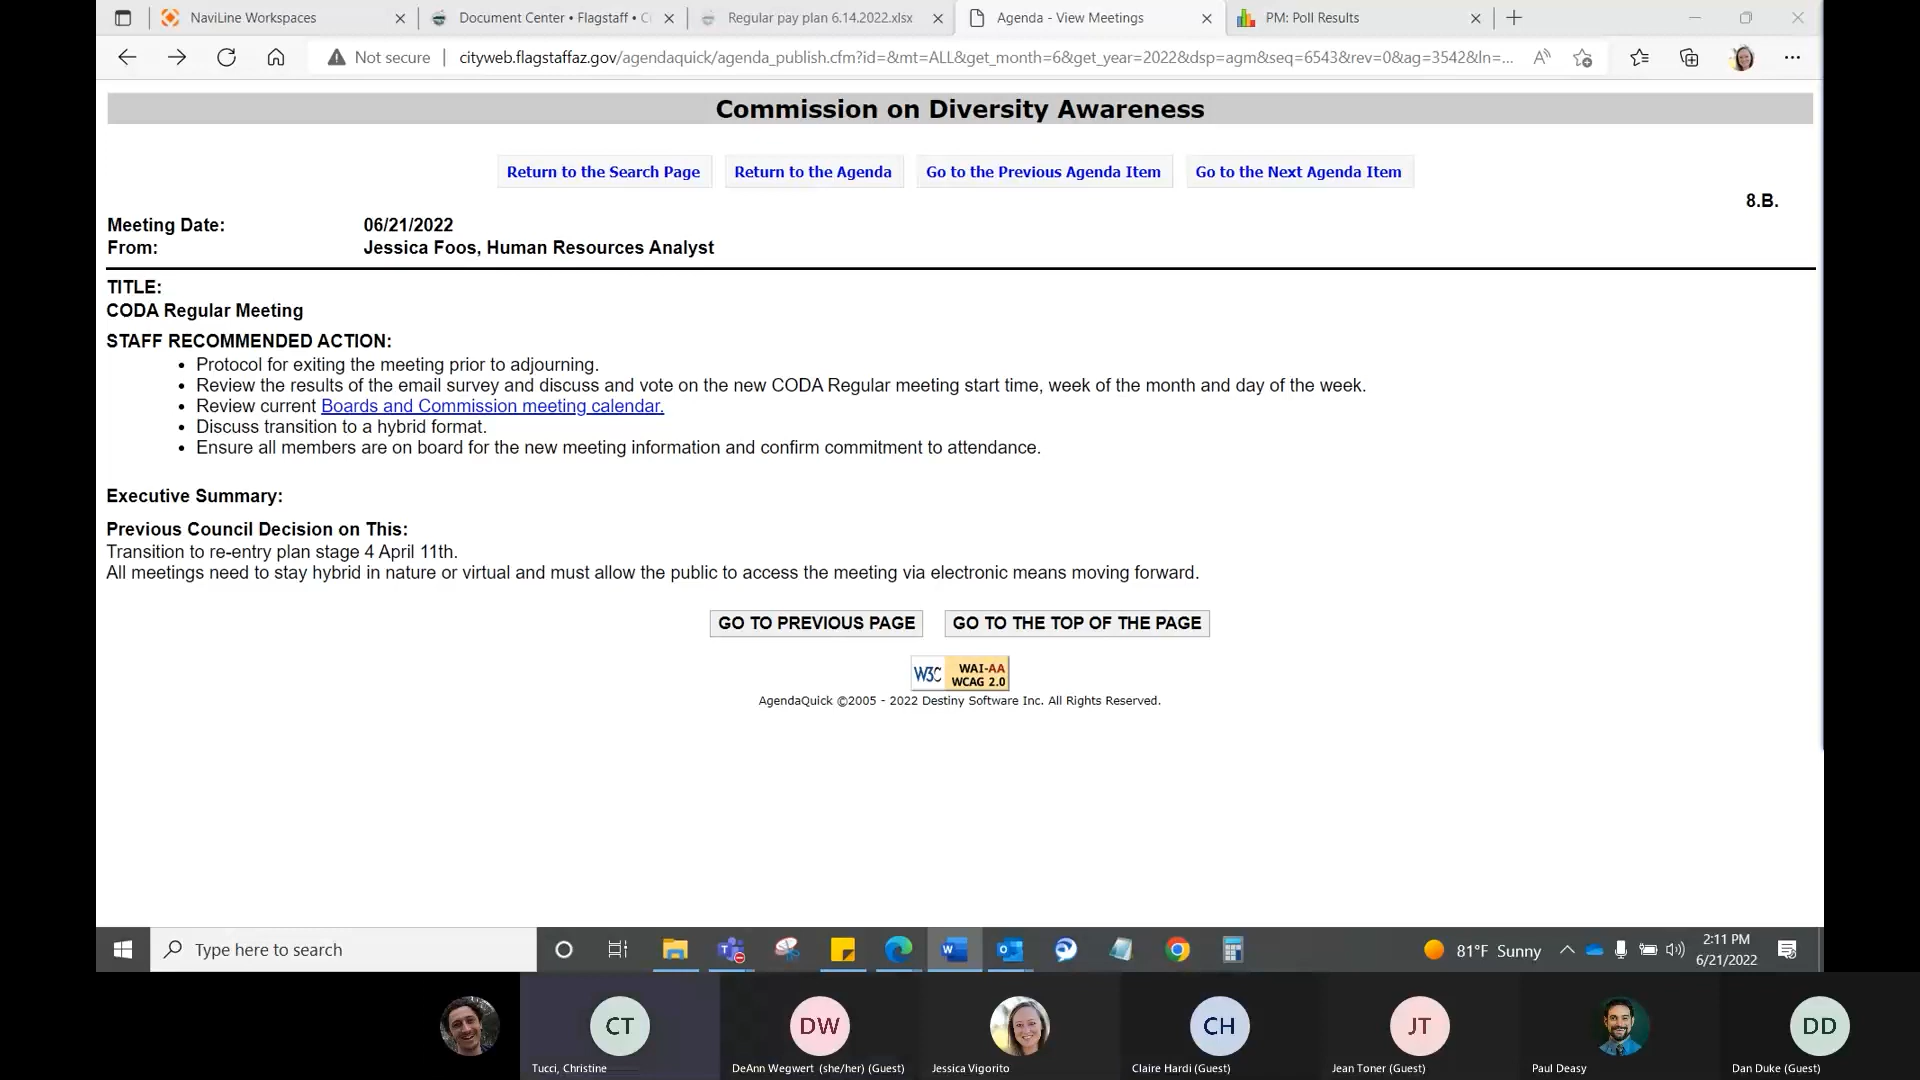 NaviLine Workspaces
Document Center • Flagstaff • C
Regular pay plan 6.14.2022.xlsx
Agenda - View Meetings
PM: Poll Results
Not secure
cityweb.flagstaffaz.gov/agendaquick/agenda_publish.cfm?id=&mt=ALL&get_month=6&get_year=2022&dsp=agm&seq=6543&rev=0&ag=3542&ln=...
Commission on Diversity Awareness
Return to the Search Page
Return to the Agenda
Go to the Previous Agenda Item
Go to the Next Agenda Item
8.B.
Meeting Date: 06/21/2022
From: Jessica Foos, Human Resources Analyst
TITLE:
CODA Regular Meeting
STAFF RECOMMENDED ACTION:
• Protocol for exiting the meeting prior to adjourning.
• Review the results of the email survey and discuss and vote on the new CODA Regular meeting start time, week of the month and day of the week.
• Review current Boards and Commission meeting calendar.
• Discuss transition to a hybrid format.
• Ensure all members are on board for the new meeting information and confirm commitment to attendance.
Executive Summary:
Previous Council Decision on This:
Transition to re-entry plan stage 4 April 11th.
All meetings need to stay hybrid in nature or virtual and must allow the public to access the meeting via electronic means moving forward.
GO TO PREVIOUS PAGE
GO TO THE TOP OF THE PAGE
W3C WAI-AA
WCAG 2.0
AgendaQuick ©2005 - 2022 Destiny Software Inc. All Rights Reserved.
Type here to search
81°F Sunny
2:11 PM
6/21/2022
CT
DW
CH
JT
DD
Tucci, Christine
DeAnn Wegwert (she/her) (Guest)
Jessica Vigorito
Claire Hardi (Guest)
Jean Toner (Guest)
Paul Deasy
Dan Duke (Guest)